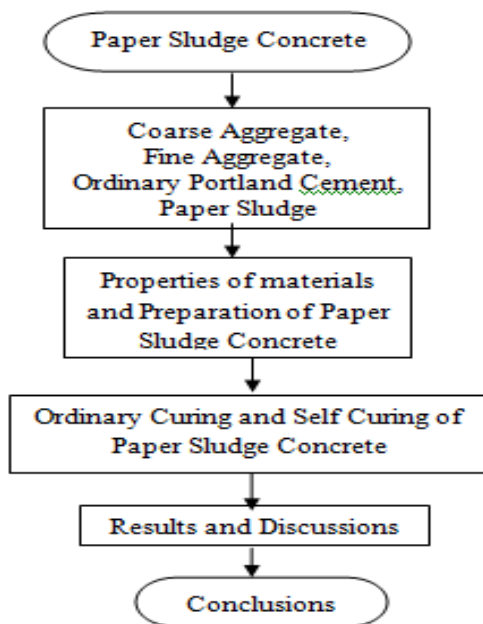 Paper Sludge Concrete
Coarse Aggregate,
Fine Aggregate,
Ordinary Portland Cement,
Paper Sludge
Properties of materials
and Preparation of Paper
Sludge Concrete
Ordinary Curing and Self Curing of
Paper Sludge Concrete
Results and Discussions
Conclusions